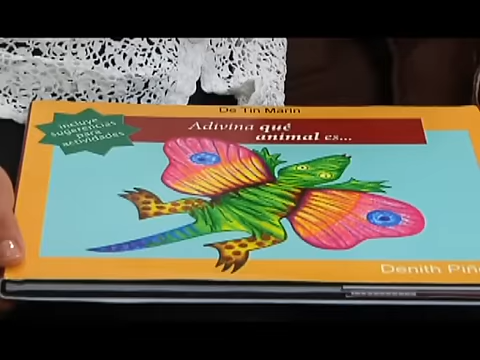 De Tin Marín
Incluye
sugerencias
para
actividades
Adivina qué
animal es...
Denith Piñ